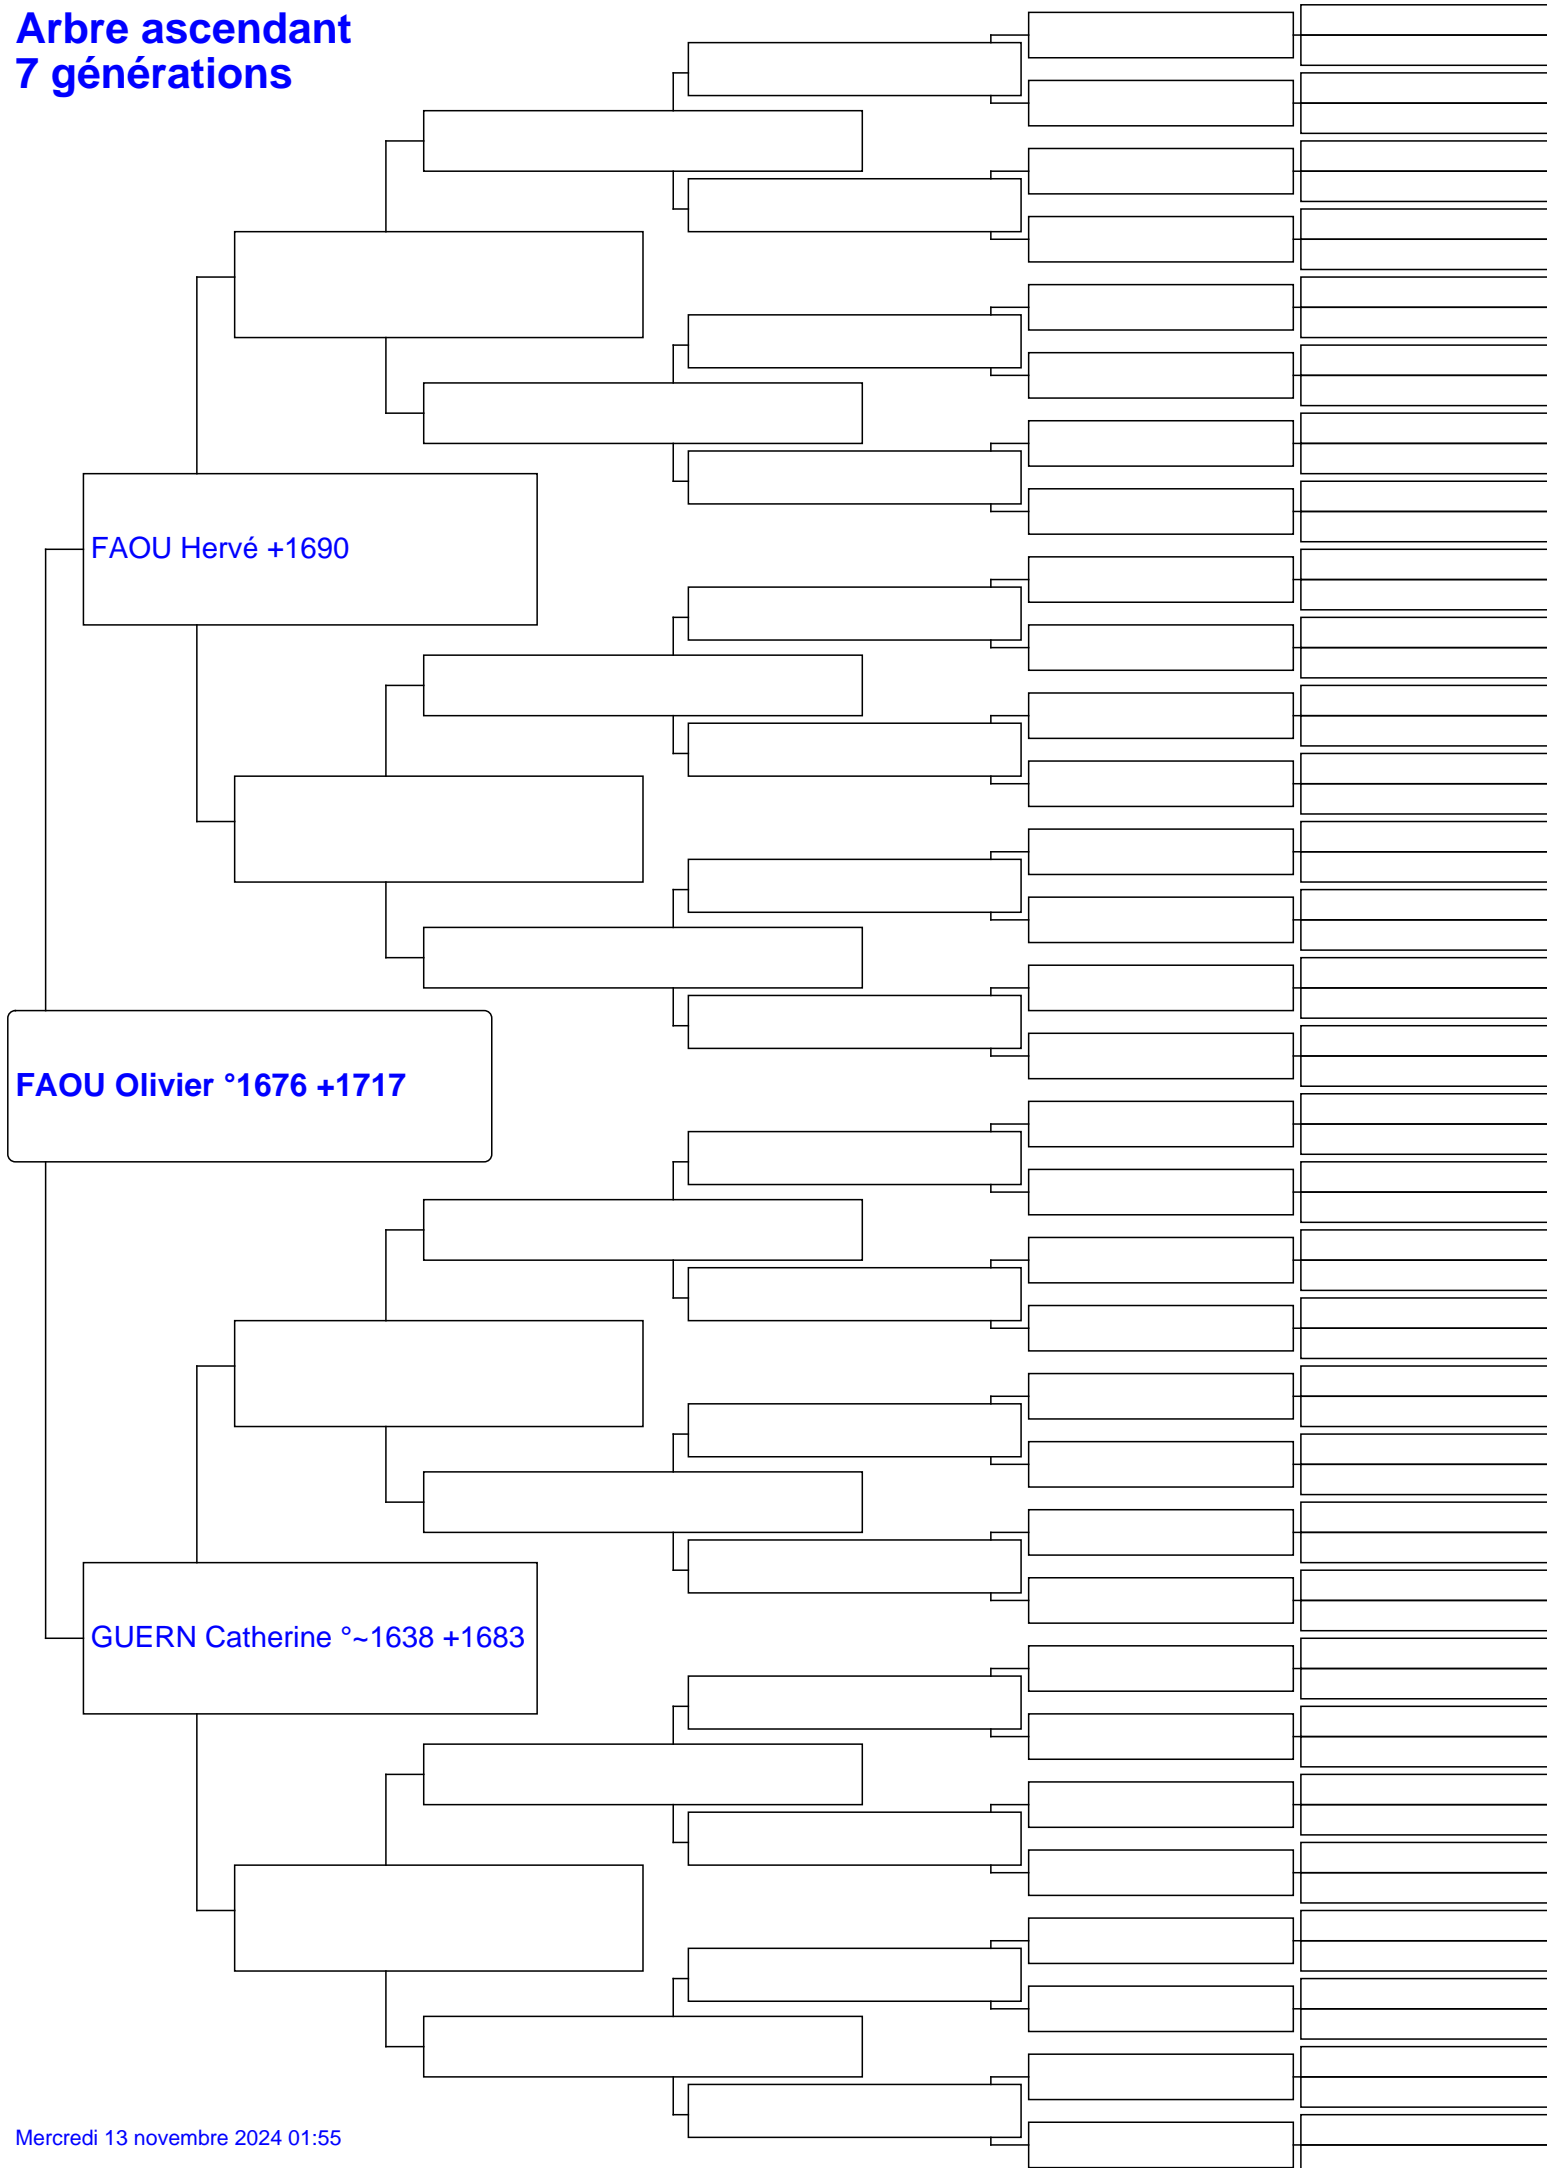 Arbre ascendant
7 générations
FAOU Hervé +1690
FAOU Olivier °1676 +1717
GUERN Catherine °~1638 +1683
Mercredi 13 novembre 2024 01:55